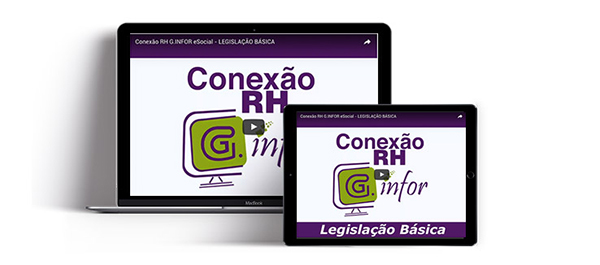 Conexão RH G.INFOR eSocial - LEGISLAÇÃO BÁSICA
Conexão
RH
G.infor
MacBook
Conexão RH G.INFOR eSocial - LEGISLAÇÃO BÁSICA
Conexão
RH
G.infor
Legislação Básica